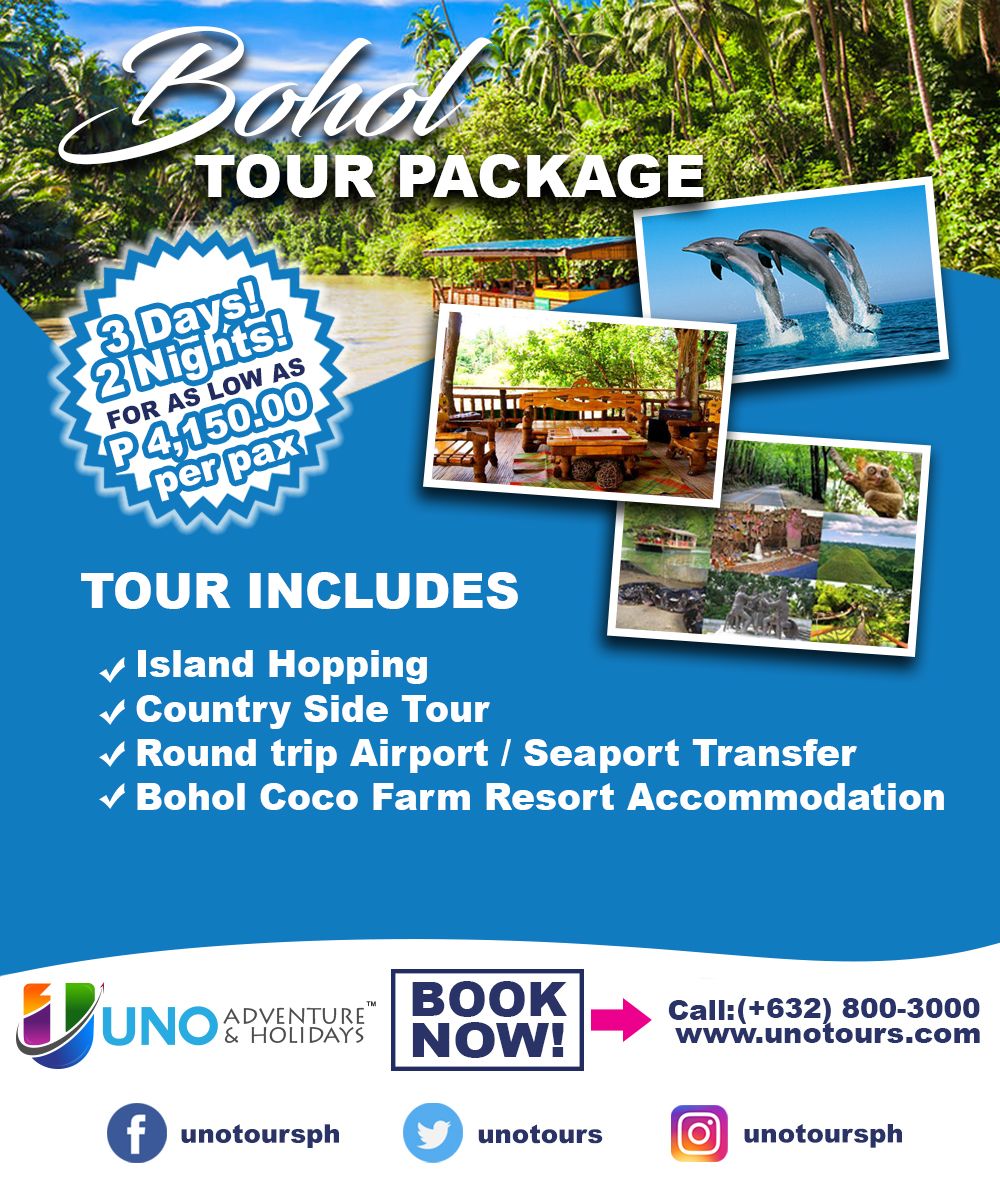 Bohol
TOUR PACKAGE
3 Days!
2 Nights!
FOR AS LOW AS
P 4,150.00
per pax
TOUR INCLUDES
Island Hopping
Country Side Tour
Round trip Airport / Seaport Transfer
Bohol Coco Farm Resort Accommodation
UNO ADVENTURE™
& HOLIDAYS
BOOK
NOW!
Call:(+632) 800-3000
www.unotours.com
unotoursph
unotours
unotoursph